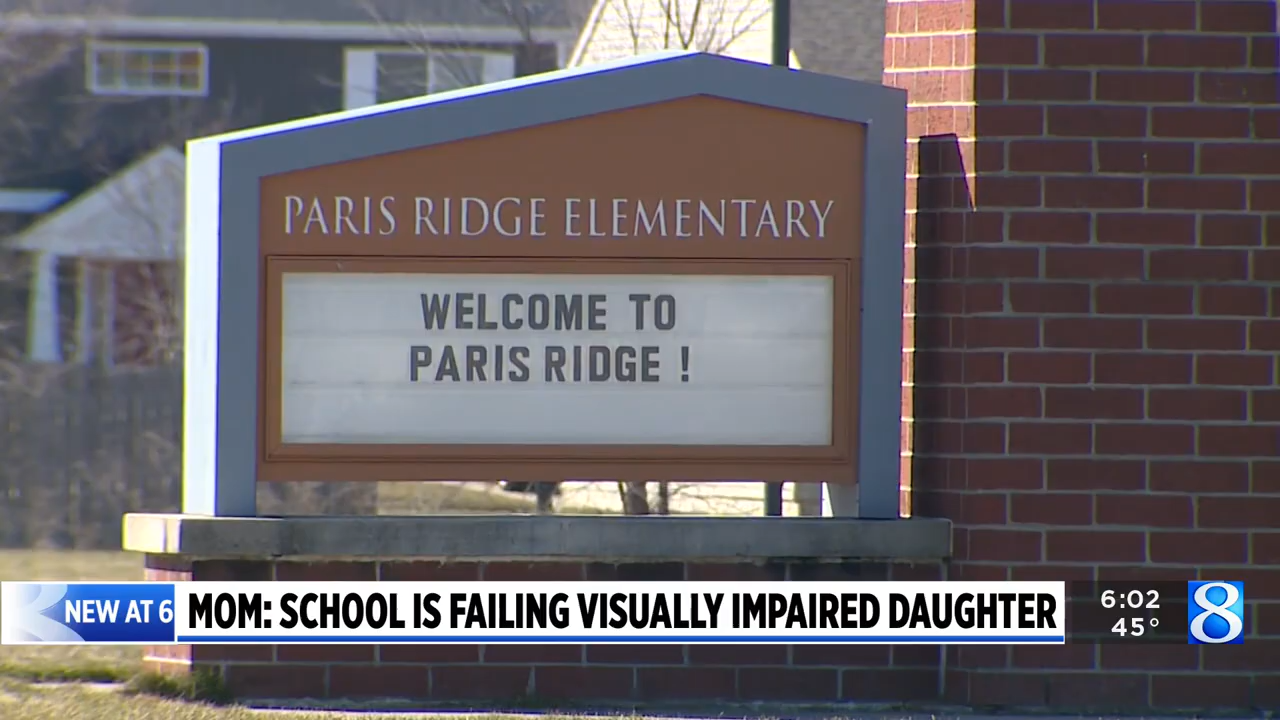 PARIS RIDGE ELEMENTARY
WELCOME TO
PARIS RIDGE !
NEW AT 6
MOM: SCHOOL IS FAILING VISUALLY IMPAIRED DAUGHTER
6:02
45°
8